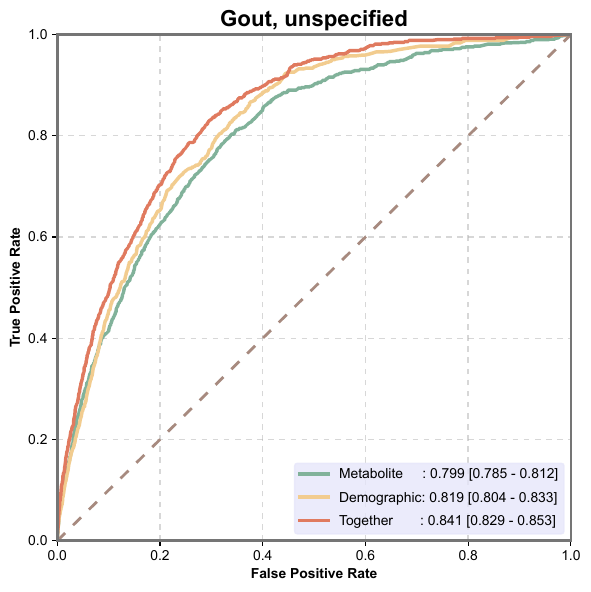 Gout, unspecified
True Positive Rate
1.0
0.8
0.6
0.4
0.2
0.0
Metabolite : 0.799 [0.785 - 0.812]
Demographic: 0.819 [0.804 - 0.833]
Together : 0.841 [0.829 - 0.853]
0.0 0.2 0.4 0.6 0.8 1.0
False Positive Rate